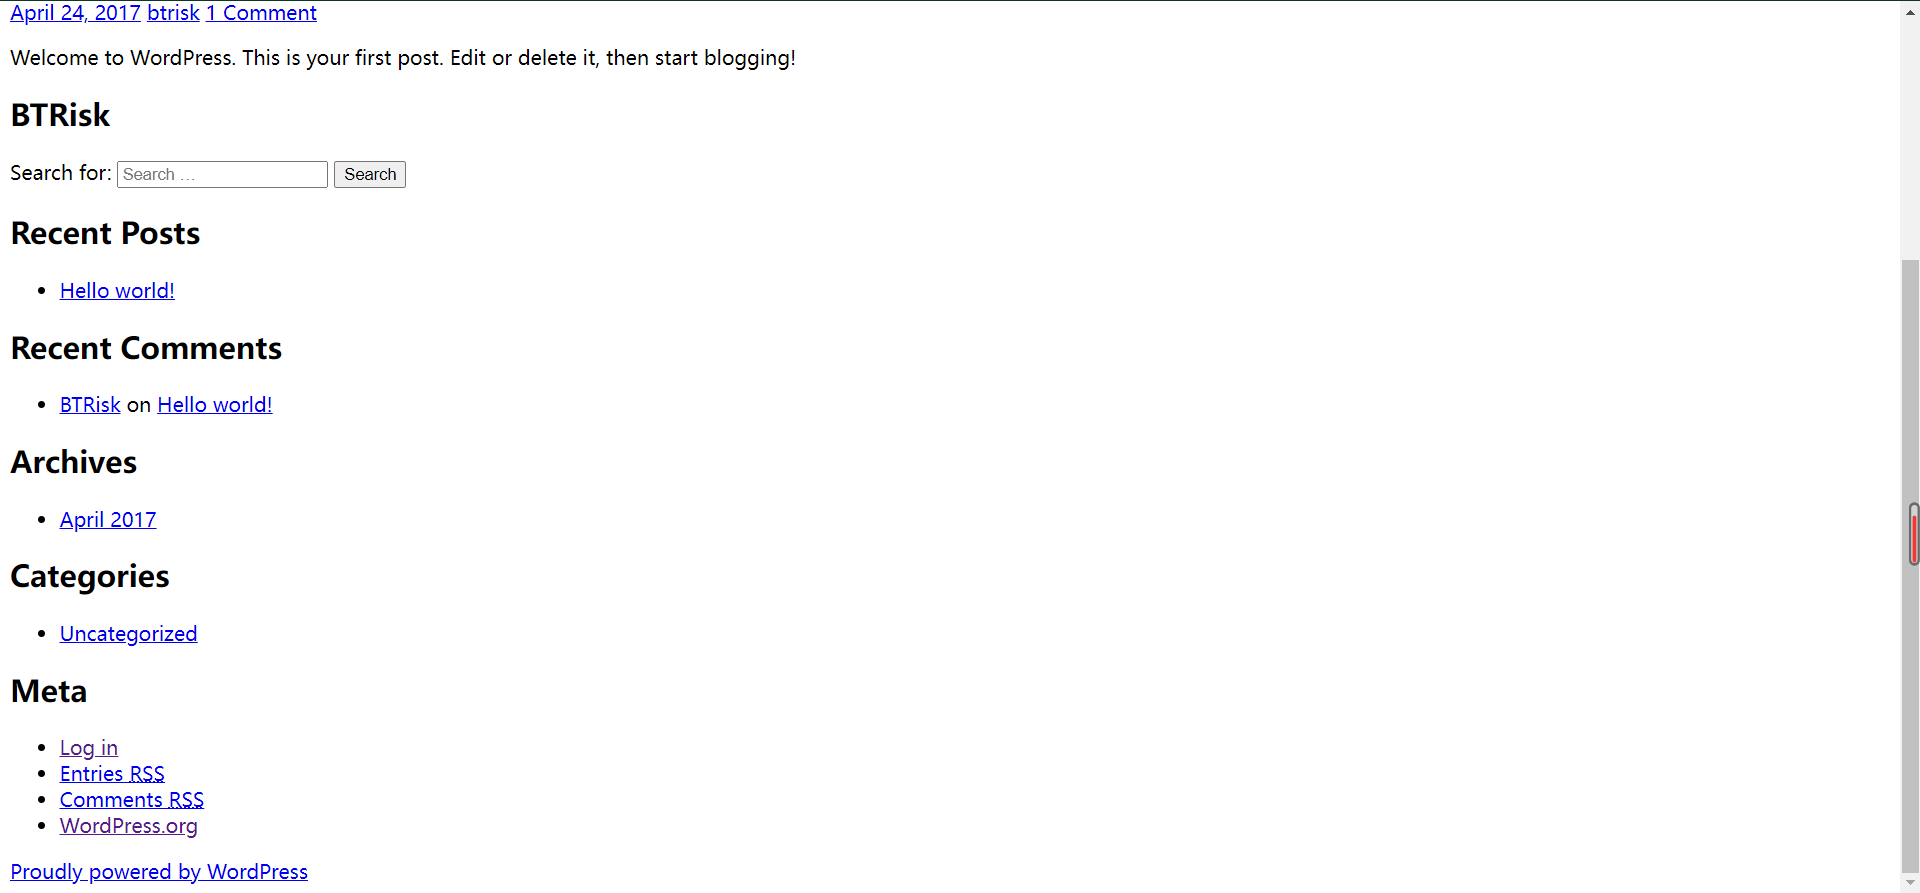 April 24, 2017 btrisk 1 Comment
Welcome to WordPress. This is your first post. Edit or delete it, then start blogging!
BTRisk
Search for: Search … Search
Recent Posts
Hello world!
Recent Comments
BTRisk on Hello world!
Archives
April 2017
Categories
Uncategorized
Meta
Log in
Entries RSS
Comments RSS
WordPress.org
Proudly powered by WordPress